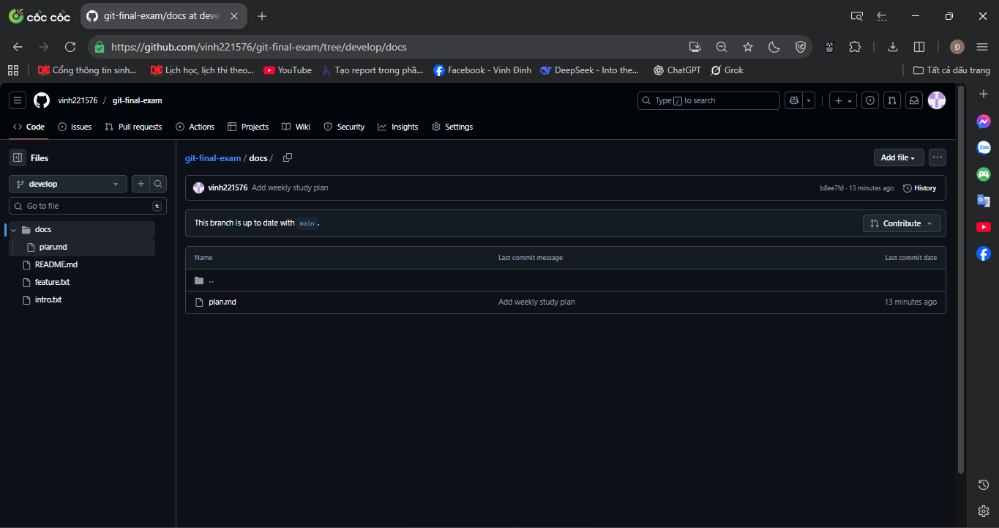 cốc cốc
git-final-exam/docs at deve
https://github.com/vinh221576/git-final-exam/tree/develop/docs
Đ
Cổng thông tin sinh...
Lịch học, lịch thi theo...
YouTube
Tạo report trong phầ...
Facebook - Vinh Đinh
DeepSeek - Into the...
ChatGPT
Grok
Tất cả dấu trang
vinh221576 / git-final-exam
Type / to search
Code
Issues
Pull requests
Actions
Projects
Wiki
Security
Insights
Settings
Files
git-final-exam / docs /
Add file
develop
vinh221576 Add weekly study plan
b8ee7fd · 13 minutes ago
History
Go to file
t
This branch is up to date with main .
Contribute
docs
plan.md
README.md
feature.txt
intro.txt
Name
Last commit message
Last commit date
..
plan.md
Add weekly study plan
13 minutes ago
Zalo